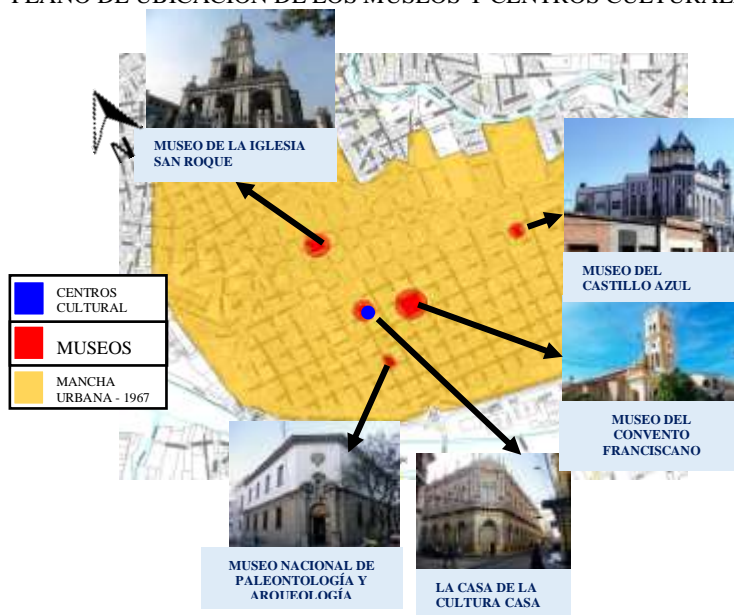 PLANO DE UBICACIÓN DE LOS MUSEOS Y CENTROS CULTURAL
MUSEO DE LA IGLESIA
SAN ROQUE
MUSEO DEL
CASTILLO AZUL
CENTROS
CULTURAL
MUSEOS
MANCHA
URBANA - 1967
MUSEO DEL
CONVENTO
FRANCISCANO
MUSEO NACIONAL DE
PALEONTOLOGÍA Y
ARQUEOLOGÍA
LA CASA DE LA
CULTURA CASA